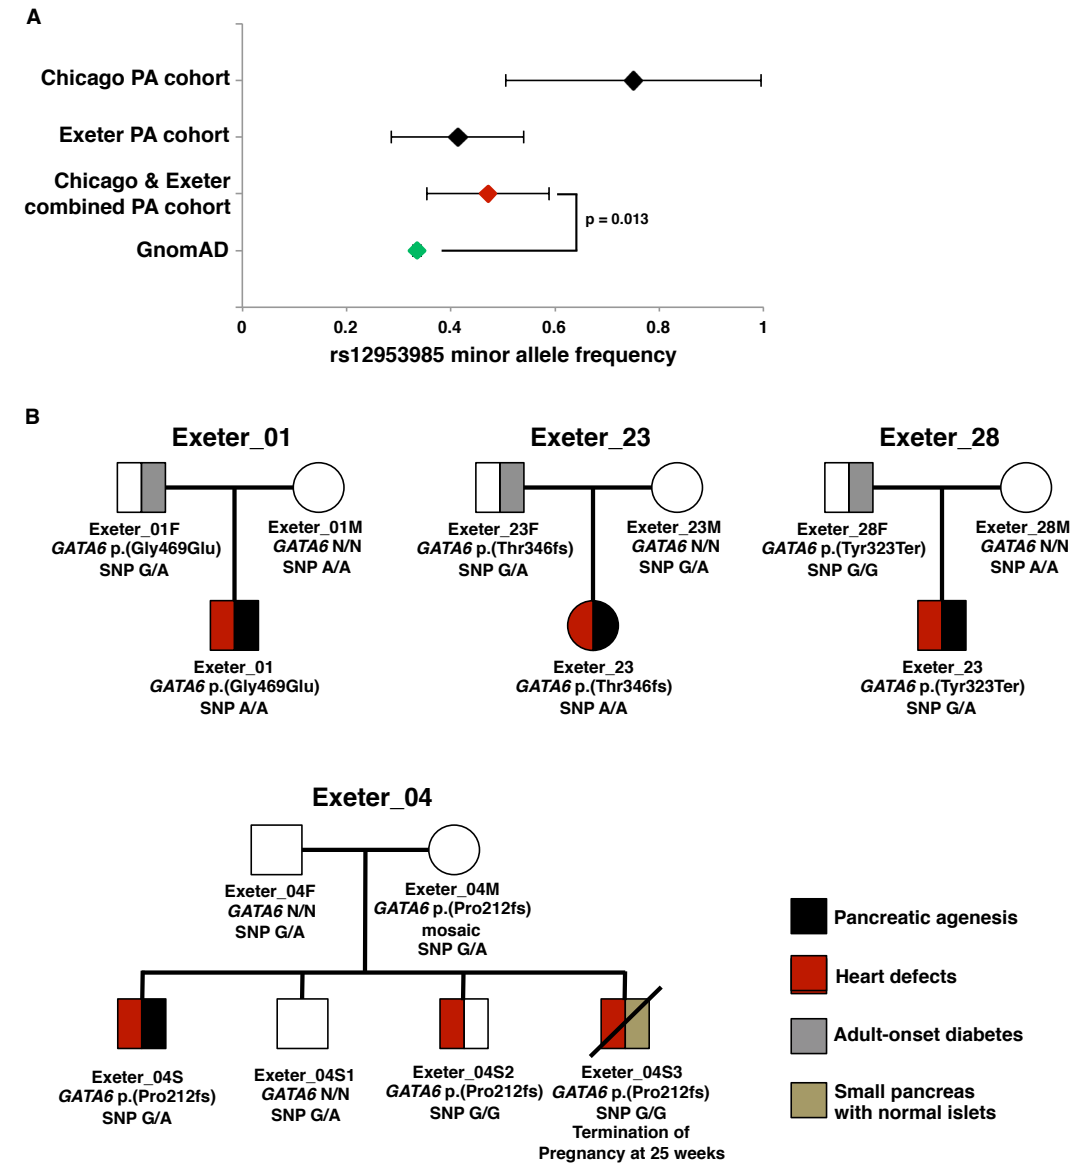 A
Chicago PA cohort
Exeter PA cohort
Chicago & Exeter
combined PA cohort
GnomAD
p = 0.013
0 0.2 0.4 0.6 0.8 1
rs12953985 minor allele frequency
B
Exeter_01
Exeter_01F
GATA6 p.(Gly469Glu)
SNP G/A
Exeter_01M
GATA6 N/N
SNP A/A
Exeter_01
GATA6 p.(Gly469Glu)
SNP A/A
Exeter_23
Exeter_23F
GATA6 p.(Thr346fs)
SNP G/A
Exeter_23M
GATA6 N/N
SNP G/A
Exeter_23
GATA6 p.(Thr346fs)
SNP A/A
Exeter_28
Exeter_28F
GATA6 p.(Tyr323Ter)
SNP G/G
Exeter_28M
GATA6 N/N
SNP A/A
Exeter_23
GATA6 p.(Tyr323Ter)
SNP G/A
Exeter_04
Exeter_04F
GATA6 N/N
SNP G/A
Exeter_04M
GATA6 p.(Pro212fs)
mosaic
SNP G/A
Exeter_04S
GATA6 p.(Pro212fs)
SNP G/A
Exeter_04S1
GATA6 N/N
SNP G/A
Exeter_04S2
GATA6 p.(Pro212fs)
SNP G/G
Exeter_04S3
GATA6 p.(Pro212fs)
SNP G/G
Termination of
Pregnancy at 25 weeks
Pancreatic agenesis
Heart defects
Adult-onset diabetes
Small pancreas
with normal islets